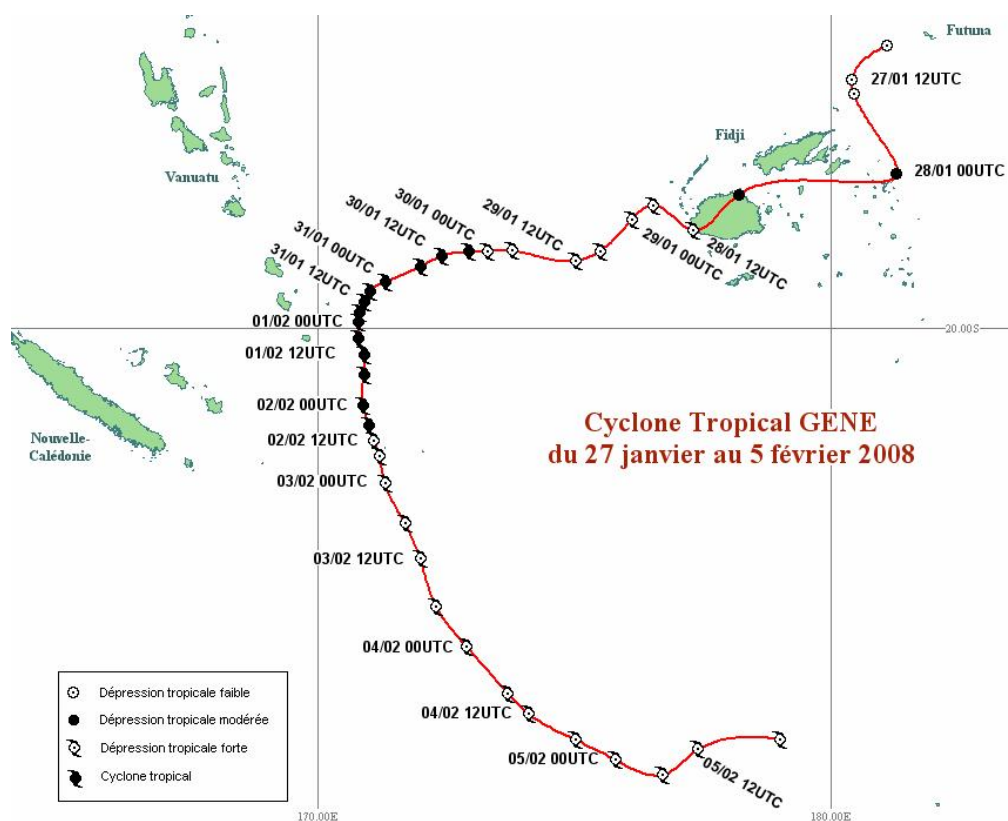 Futuna
27/01 12UTC
Fidji
Vanuatu
28/01 00UTC
30/01 00UTC
29/01 12UTC
30/01 12UTC
28/01 12UTC
29/01 00UTC
31/01 00UTC
31/01 12UTC
01/02 00UTC
20.00S
01/02 12UTC
02/02 00UTC
Cyclone Tropical GENE
du 27 janvier au 5 février 2008
Nouvelle-
Calédonie
02/02 12UTC
03/02 00UTC
03/02 12UTC
04/02 00UTC
04/02 12UTC
05/02 00UTC
05/02 12UTC
Dépression tropicale faible
Dépression tropicale modérée
Dépression tropicale forte
Cyclone tropical
170.00E
180.00E